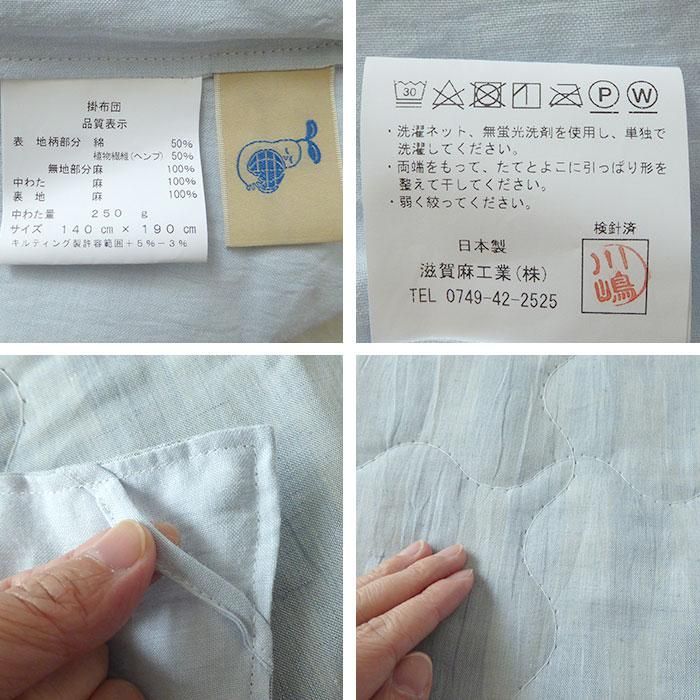 掛布団
品質表示
表 地柄部分 綿 50%
植物繊維(ヘンプ) 50%
無地部分 麻 100%
中わた 麻 100%
裏 地 麻 100%
中わた量 250 g
サイズ 140 cm × 190 cm
キルティング製許容範囲+5%-3%
30 P W
・洗濯ネット、無蛍光洗剤を使用し、単独で
洗濯してください。
・両端をもって、たてとよこに引っぱり形を
整えて干してください。
・弱く絞ってください。
検針済
日本製
滋賀麻工業(株)
TEL 0749-42-2525
川嶋